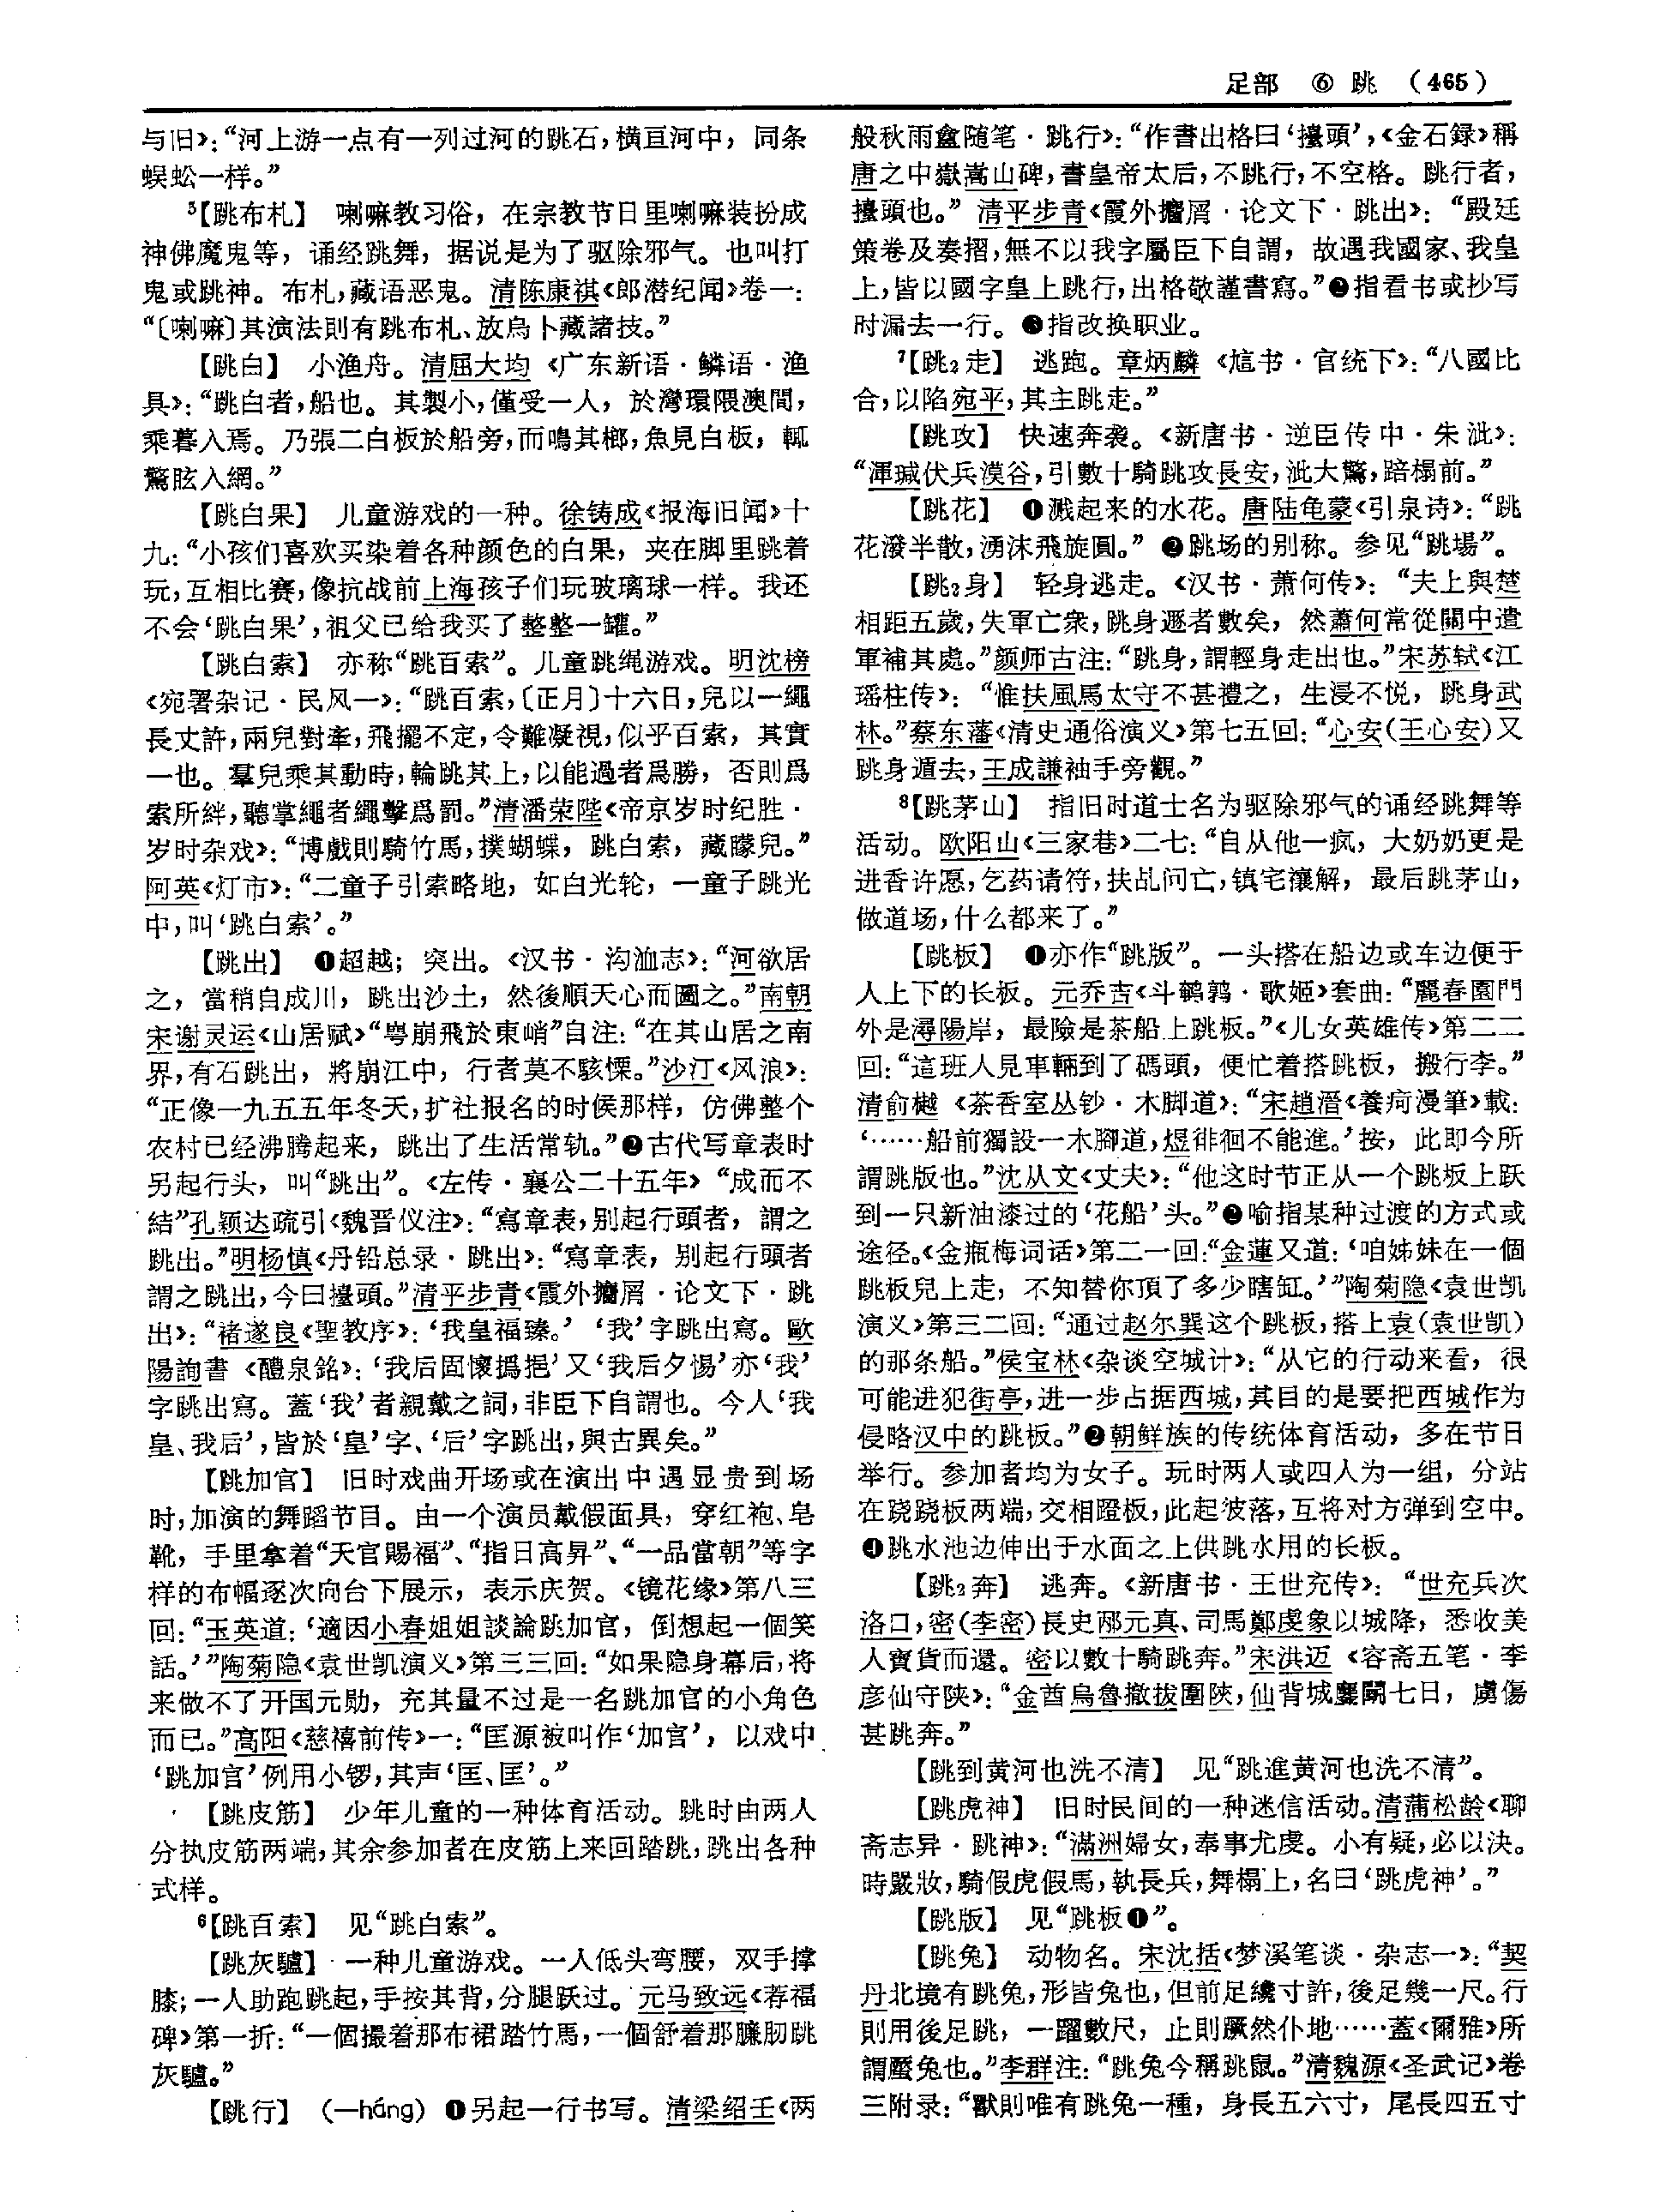 足部 ⑥ 跳 (465)
与旧》：“河上游一点有一列过河的跳石，横亘河中，同条
蜈蚣一样。”
⁵【跳布札】 喇嘛教习俗，在宗教节日里喇嘛装扮成
神佛魔鬼等，诵经跳舞，据说是为了驱除邪气。也叫打
鬼或跳神。布札，藏语恶鬼。清陈康祺《郎潜纪闻》卷一：
“〔喇嘛〕其演法則有跳布札、放烏卜藏諸技。”
【跳白】 小渔舟。清屈大均《广东新语·鳞语·渔
具》：“跳白者，船也。其製小，僅受一人，於灣環隈澳間，
乘暮入焉。乃張二白板於船旁，而鳴其榔，魚見白板，輒
驚眩入網。”
【跳白果】 儿童游戏的一种。徐铸成《报海旧闻》十
九：“小孩们喜欢买染着各种颜色的白果，夹在脚里跳着
玩，互相比赛，像抗战前上海孩子们玩玻璃球一样。我还
不会‘跳白果’，祖父已给我买了整整一罐。”
【跳白索】 亦称“跳百索”。儿童跳绳游戏。明沈榜
《宛署杂记·民风一》：“跳百索，〔正月〕十六日，兒以一繩
長丈許，兩兒對牽，飛擺不定，令難凝視，似乎百索，其實
一也。羣兒乘其動時，輪跳其上，以能過者爲勝，否則爲
索所絆，聽掌繩者繩擊爲罰。”清潘荣陛《帝京岁时纪胜·
岁时杂戏》：“博戲則騎竹馬，撲蝴蝶，跳白索，藏矇兒。”
阿英《灯市》：“二童子引索略地，如白光轮，一童子跳光
中，叫‘跳白索’。”
【跳出】 ❶超越；突出。《汉书·沟洫志》：“河欲居
之，當稍自成川，跳出沙土，然後順天心而圖之。”南朝
宋谢灵运《山居赋》“粤崩飛於東峭”自注：“在其山居之南
界，有石跳出，將崩江中，行者莫不駭慄。”沙汀《风浪》：
“正像一九五五年冬天，扩社报名的时侯那样，仿佛整个
农村已经沸腾起来，跳出了生活常轨。”❷古代写章表时
另起行头，叫“跳出”。《左传·襄公二十五年》“成而不
結”孔颖达疏引《魏晋仪注》：“寫章表，别起行頭者，謂之
跳出。”明杨慎《丹铅总录·跳出》：“寫章表，别起行頭者
謂之跳出，今曰擡頭。”清平步青《霞外攟屑·论文下·跳
出》：“褚遂良《聖教序》：‘我皇福臻。’ ‘我’字跳出寫。歐
陽詢書《醴泉銘》：‘我后固懷撝挹’又‘我后夕惕’亦‘我’
字跳出寫。蓋‘我’者親戴之詞，非臣下自謂也。今人‘我
皇、我后’，皆於‘皇’字、‘后’字跳出，與古異矣。”
【跳加官】 旧时戏曲开场或在演出中遇显贵到场
时，加演的舞蹈节目。由一个演员戴假面具，穿红袍、皂
靴，手里拿着“天官赐福”、“指日高昇”、“一品當朝”等字
样的布幅逐次向台下展示，表示庆贺。《镜花缘》第八三
回：“玉英道：‘適因小春姐姐談論跳加官，倒想起一個笑
話。’”陶菊隐《袁世凯演义》第三三回：“如果隐身幕后，将
来做不了开国元勋，充其量不过是一名跳加官的小角色
而已。”高阳《慈禧前传》一：“匡源被叫作‘加官’，以戏中
‘跳加官’例用小锣，其声‘匡、匡’。”
【跳皮筋】 少年儿童的一种体育活动。跳时由两人
分执皮筋两端，其余参加者在皮筋上来回踏跳，跳出各种
式样。
⁶【跳百索】 见“跳白索”。
【跳灰驢】 一种儿童游戏。一人低头弯腰，双手撑
膝；一人助跑跳起，手按其背，分腿跃过。元马致远《荐福
碑》第一折：“一個撮着那布裙踏竹馬，一個舒着那臁肕跳
灰驢。”
【跳行】 (—háng) ❶另起一行书写。清梁绍壬《两
般秋雨盦随笔·跳行》：“作書出格曰‘擡頭’，《金石録》稱
唐之中嶽嵩山碑，書皇帝太后，不跳行，不空格。跳行者，
擡頭也。”清平步青《霞外攟屑·论文下·跳出》：“殿廷
策卷及奏摺，無不以我字屬臣下自謂，故遇我國家、我皇
上，皆以國字皇上跳行，出格敬謹書寫。”❷指看书或抄写
时漏去一行。❸指改换职业。
⁷【跳₂走】 逃跑。章炳麟《訄书·官统下》：“八國比
合，以陷宛平，其主跳走。”
【跳攻】 快速奔袭。《新唐书·逆臣传中·朱泚》：
“渾瑊伏兵漠谷，引數十騎跳攻長安，泚大驚，踣榻前。”
【跳花】 ❶溅起来的水花。唐陆龟蒙《引泉诗》：“跳
花潑半散，湧沫飛旋圓。” ❷跳场的别称。参见“跳場”。
【跳₂身】 轻身逃走。《汉书·萧何传》：“夫上與楚
相距五歲，失軍亡衆，跳身遯者數矣，然蕭何常從關中遣
軍補其處。”颜师古注：“跳身，謂輕身走出也。”宋苏轼《江
瑶柱传》：“惟扶風馬太守不甚禮之，生浸不悦，跳身武
林。”蔡东藩《清史通俗演义》第七五回：“心安(王心安)又
跳身遁去，王成謙袖手旁觀。”
⁸【跳茅山】 指旧时道士名为驱除邪气的诵经跳舞等
活动。欧阳山《三家巷》二七：“自从他一疯，大奶奶更是
进香许愿，乞药请符，扶乩问亡，镇宅禳解，最后跳茅山，
做道场，什么都来了。”
【跳板】 ❶亦作“跳版”。一头搭在船边或车边便于
人上下的长板。元乔吉《斗鹌鹑·歌姬》套曲：“麗春園門
外是潯陽岸，最險是茶船上跳板。”《儿女英雄传》第二二
回：“這班人見車輛到了碼頭，便忙着搭跳板，搬行李。”
清俞樾《茶香室丛钞·木脚道》：“宋趙溍《養疴漫筆》載：
‘……船前獨設一木腳道，煜徘徊不能進。’按，此即今所
謂跳版也。”沈从文《丈夫》：“他这时节正从一个跳板上跃
到一只新油漆过的‘花船’头。”❷喻指某种过渡的方式或
途径。《金瓶梅词话》第二一回：“金蓮又道：‘咱姊妹在一個
跳板兒上走，不知替你頂了多少瞎缸。’”陶菊隐《袁世凯
演义》第三二回：“通过赵尔巽这个跳板，搭上袁(袁世凯)
的那条船。”侯宝林《杂谈空城计》：“从它的行动来看，很
可能进犯街亭，进一步占据西城，其目的是要把西城作为
侵略汉中的跳板。”❷朝鲜族的传统体育活动，多在节日
举行。参加者均为女子。玩时两人或四人为一组，分站
在跷跷板两端，交相蹬板，此起彼落，互将对方弹到空中。
❹跳水池边伸出于水面之上供跳水用的长板。
【跳₂奔】 逃奔。《新唐书·王世充传》：“世充兵次
洛口，密(李密)長史邴元真、司馬鄭虔象以城降，悉收美
人寳貨而還。密以數十騎跳奔。”宋洪迈《容斋五笔·李
彦仙守陕》：“金酋烏魯撤拔圍陝，仙背城鏖鬭七日，虜傷
甚跳奔。”
【跳到黄河也洗不清】 见“跳進黄河也洗不清”。
【跳虎神】 旧时民间的一种迷信活动。清蒲松龄《聊
斋志异·跳神》：“滿洲婦女，奉事尤虔。小有疑，必以決。
時嚴妝，騎假虎假馬，執長兵，舞榻上，名曰‘跳虎神’。”
【跳版】 见“跳板❶”。
【跳兔】 动物名。宋沈括《梦溪笔谈·杂志一》：“契
丹北境有跳兔，形皆兔也，但前足纔寸許，後足幾一尺。行
則用後足跳，一躍數尺，止則蹶然仆地……蓋《爾雅》所
謂蟨兔也。”李群注：“跳兔今稱跳鼠。”清魏源《圣武记》卷
三附录：“獸則唯有跳兔一種，身長五六寸，尾長四五寸